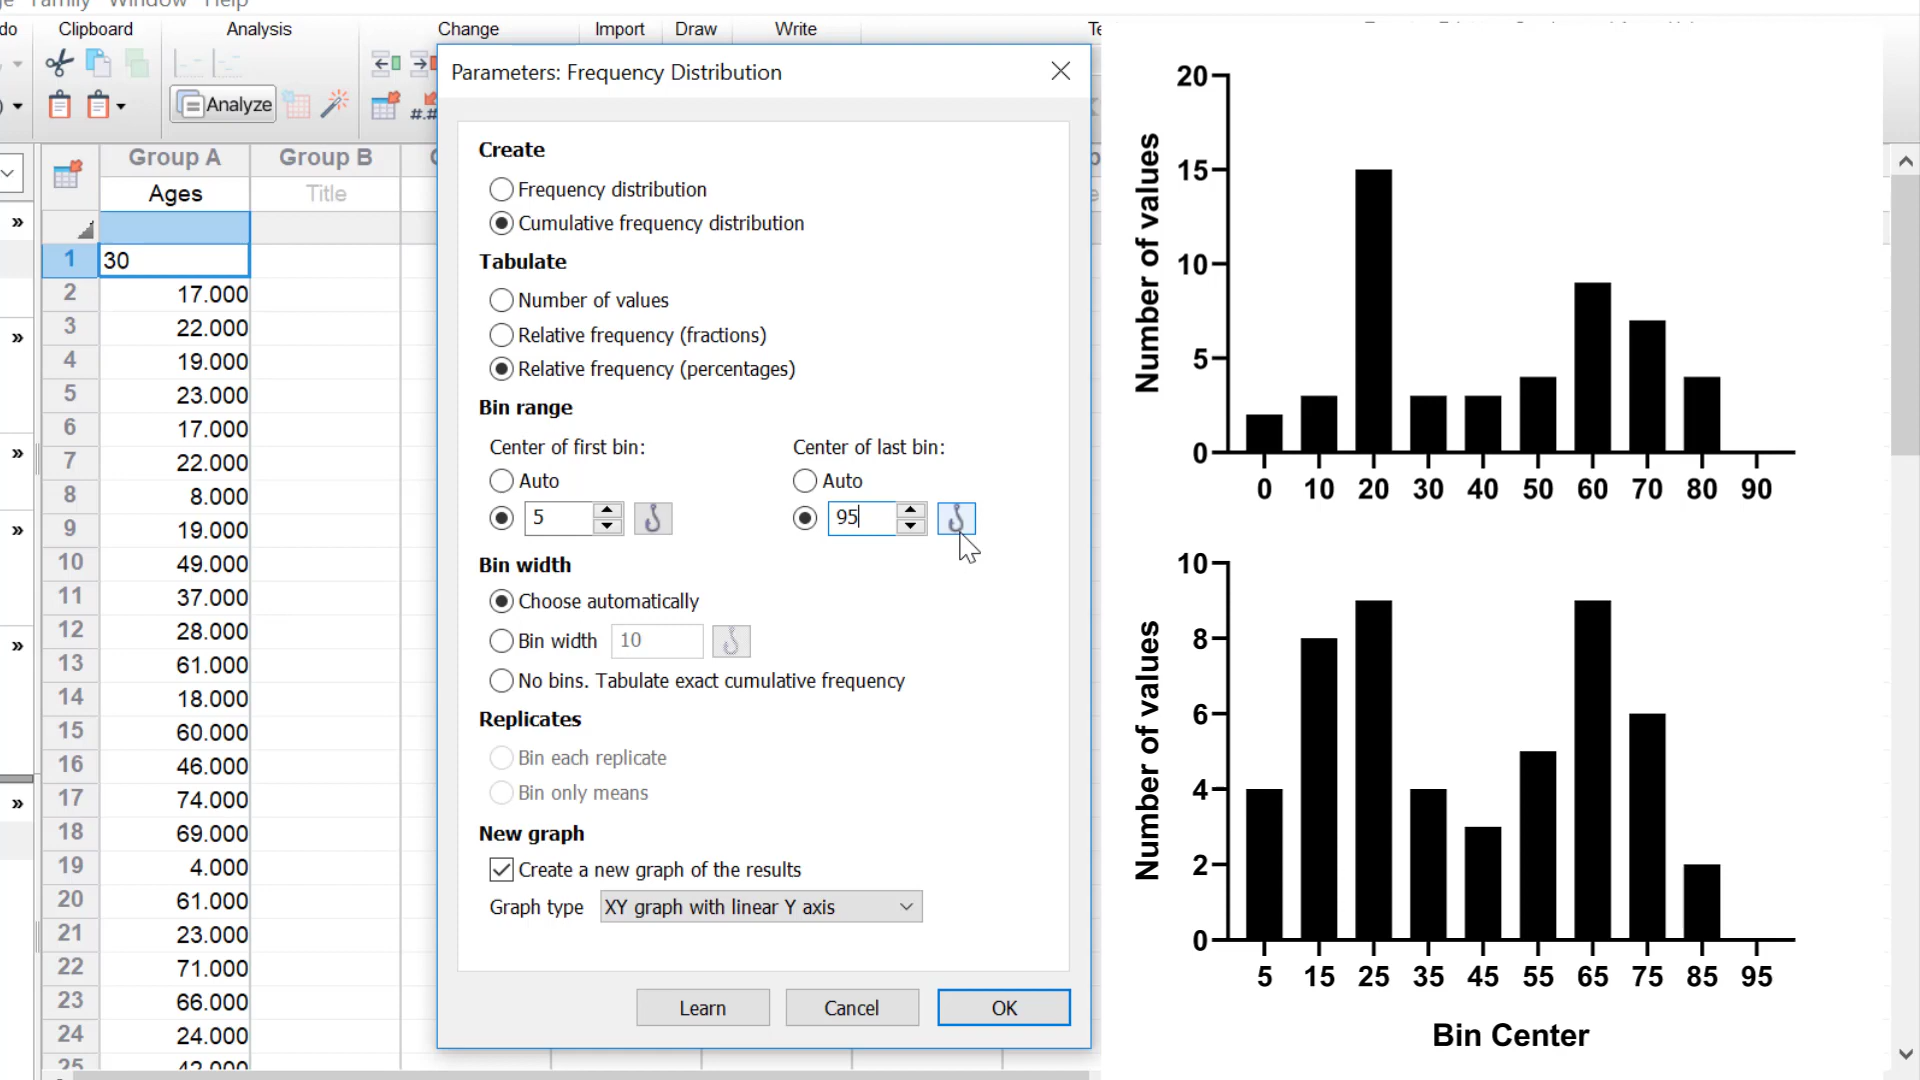 Family Window Help
do Clipboard Analysis Change Import Draw Write Te
Analyze
Group A Group B
Ages Title
1 30
2 17.000
3 22.000
4 19.000
5 23.000
6 17.000
7 22.000
8 8.000
9 19.000
10 49.000
11 37.000
12 28.000
13 61.000
14 18.000
15 60.000
16 46.000
17 74.000
18 69.000
19 4.000
20 61.000
21 23.000
22 71.000
23 66.000
24 24.000
25 42.000
Parameters: Frequency Distribution
Create
Frequency distribution
Cumulative frequency distribution
Tabulate
Number of values
Relative frequency (fractions)
Relative frequency (percentages)
Bin range
Center of first bin: Center of last bin:
Auto Auto
5 95
Bin width
Choose automatically
Bin width 10
No bins. Tabulate exact cumulative frequency
Replicates
Bin each replicate
Bin only means
New graph
Create a new graph of the results
Graph type XY graph with linear Y axis
Learn Cancel OK
Number of values
20
15
10
5
0
0 10 20 30 40 50 60 70 80 90
Number of values
10
8
6
4
2
0
5 15 25 35 45 55 65 75 85 95
Bin Center